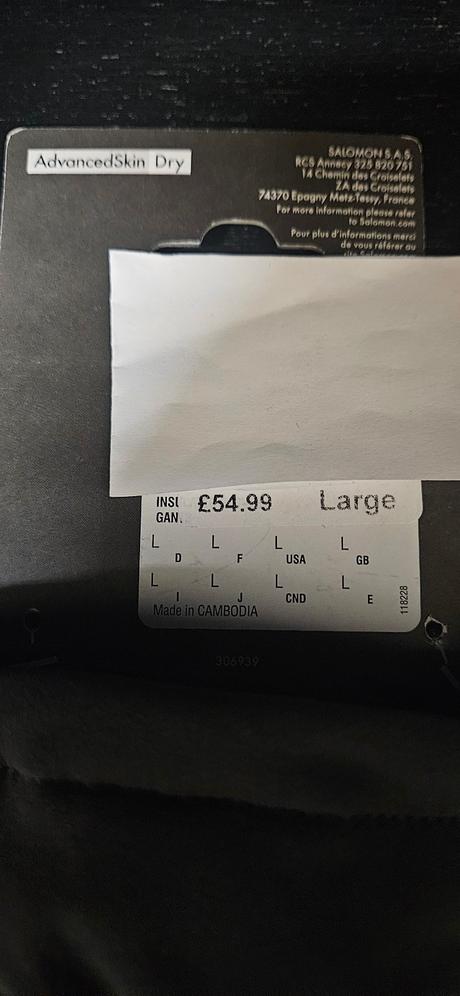 AdvancedSkin Dry
SALOMON S.A.S.
RCS Annecy 325 820 751
14 Chemin des Croiselets
ZA des Croiselets
74370 Epagny Metz-Tessy, France
For more information please refer
to Salomon.com
Pour plus d'informations merci
de vous référer au
£54.99 Large
GAN.
L D L F L USA L GB
L I L J L CND L E
Made in CAMBODIA
118228
306939